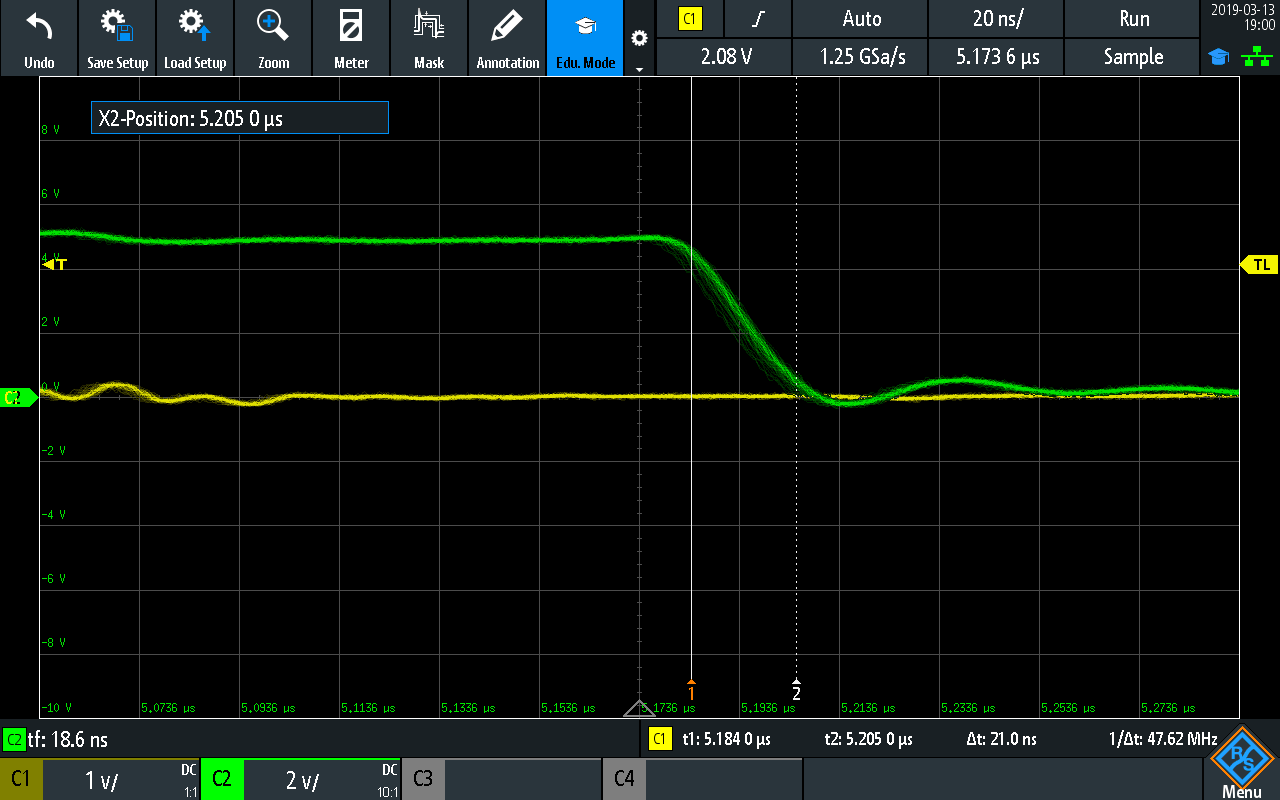 Undo
Save Setup
Load Setup
Zoom
Meter
Mask
Annotation
Edu. Mode
C1
Auto
20 ns/
Run
2.08 V
1.25 GSa/s
5.173 6 µs
Sample
2019-03-13
19:00
X2-Position: 5.205 0 µs
8 V
6 V
4 V
T
TL
2 V
0 V
C2
-2 V
-4 V
-6 V
-8 V
-10 V
1
2
5,0736 µs
5,0936 µs
5,1136 µs
5,1336 µs
5,1536 µs
5,1736 µs
5,1936 µs
5,2136 µs
5,2336 µs
5,2536 µs
5,2736 µs
C2 tf: 18.6 ns
C1 t1: 5.184 0 µs t2: 5.205 0 µs Δt: 21.0 ns 1/Δt: 47.62 MHz
C1 1 V/ DC 1:1
C2 2 V/ DC 10:1
C3
C4
R S
Menu